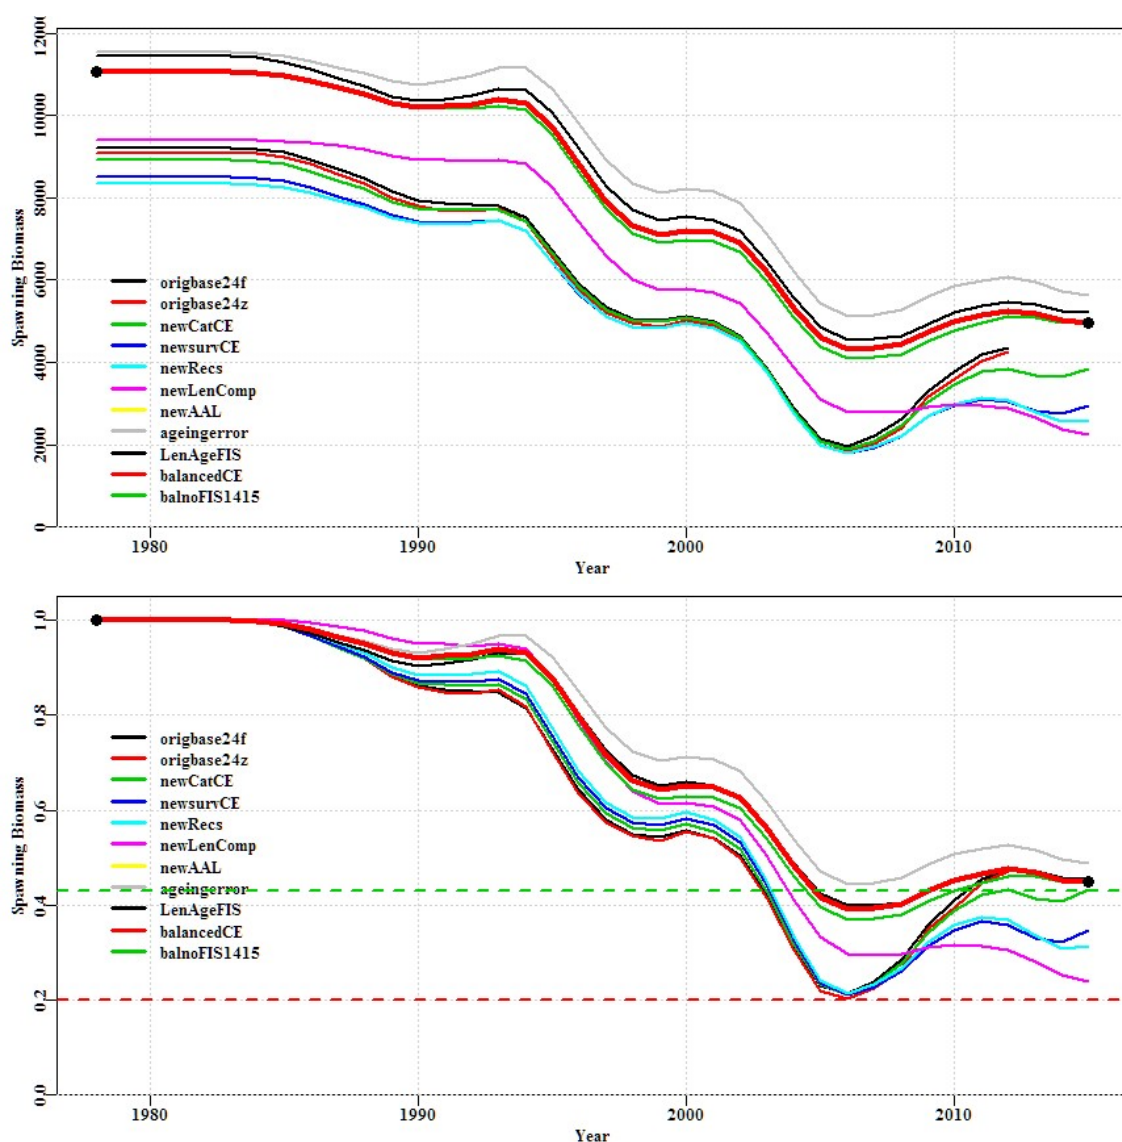 12000
10000
8000
6000
4000
2000
0
Spawning Biomass
origbase24f
origbase24z
newCatCE
newsurvCE
newRecs
newLenComp
newAAL
ageingerror
LenAgeFIS
balancedCE
balnoFIS1415
1980 1990 2000 2010
Year
1.0
0.8
0.6
0.4
0.2
0.0
Spawning Biomass
origbase24f
origbase24z
newCatCE
newsurvCE
newRecs
newLenComp
newAAL
ageingerror
LenAgeFIS
balancedCE
balnoFIS1415
1980 1990 2000 2010
Year